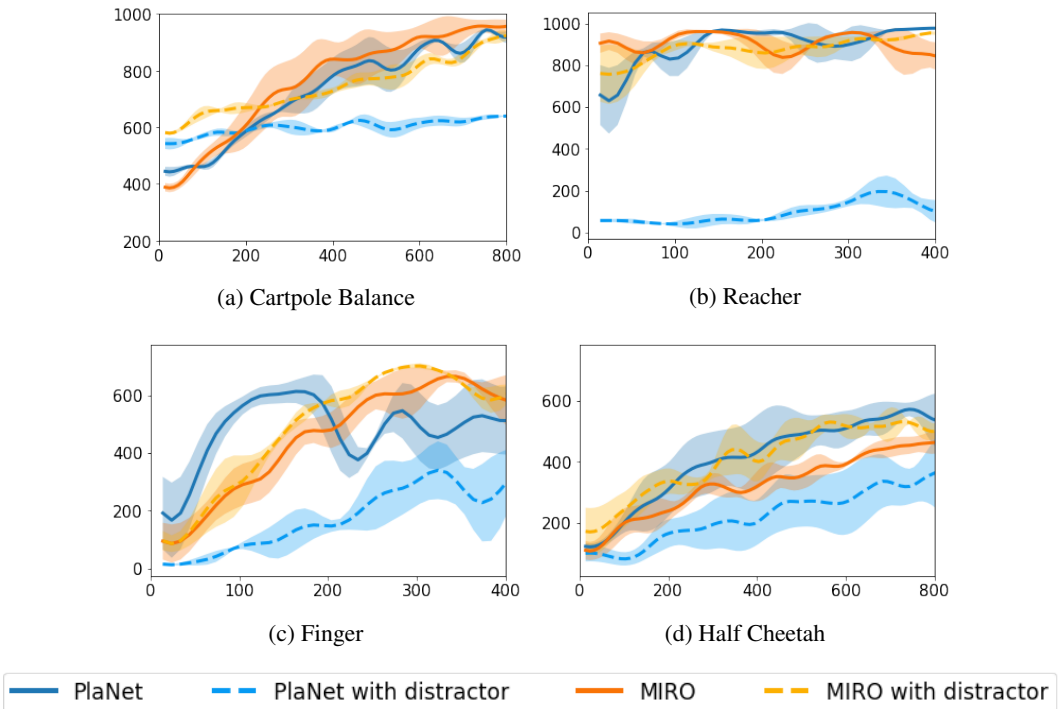 1000
800
600
400
200
0 200 400 600 800
(a) Cartpole Balance
1000
800
600
400
200
0
0 100 200 300 400
(b) Reacher
600
400
200
0
0 100 200 300 400
(c) Finger
600
400
200
0 200 400 600 800
(d) Half Cheetah
PlaNet PlaNet with distractor MIRO MIRO with distractor